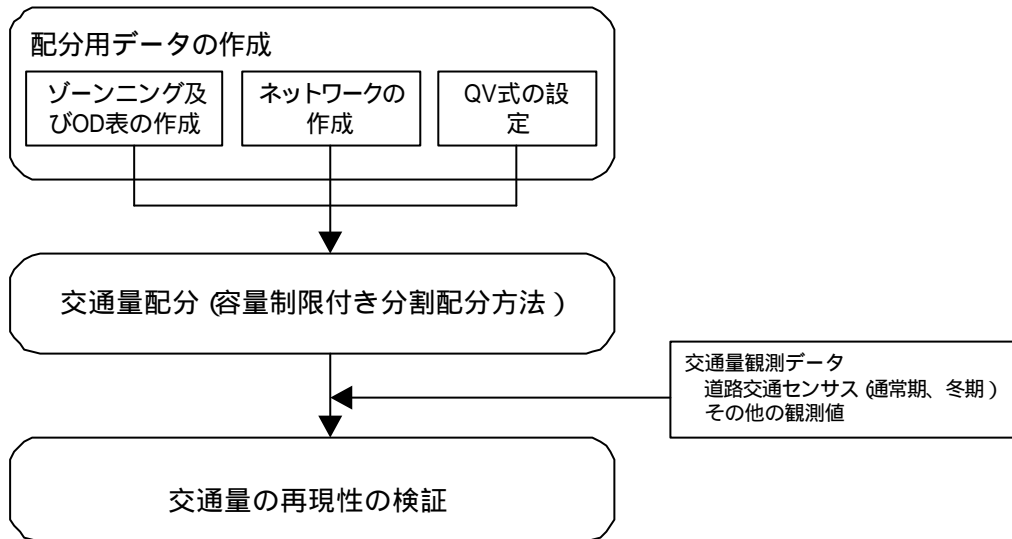 配分用データの作成
ゾーンニング及
びOD表の作成
ネットワークの
作成
QV式の設
定
交通量配分(容量制限付き分割配分方法)
交通量観測データ
道路交通センサス(通常期、冬期)
その他の観測値
交通量の再現性の検証